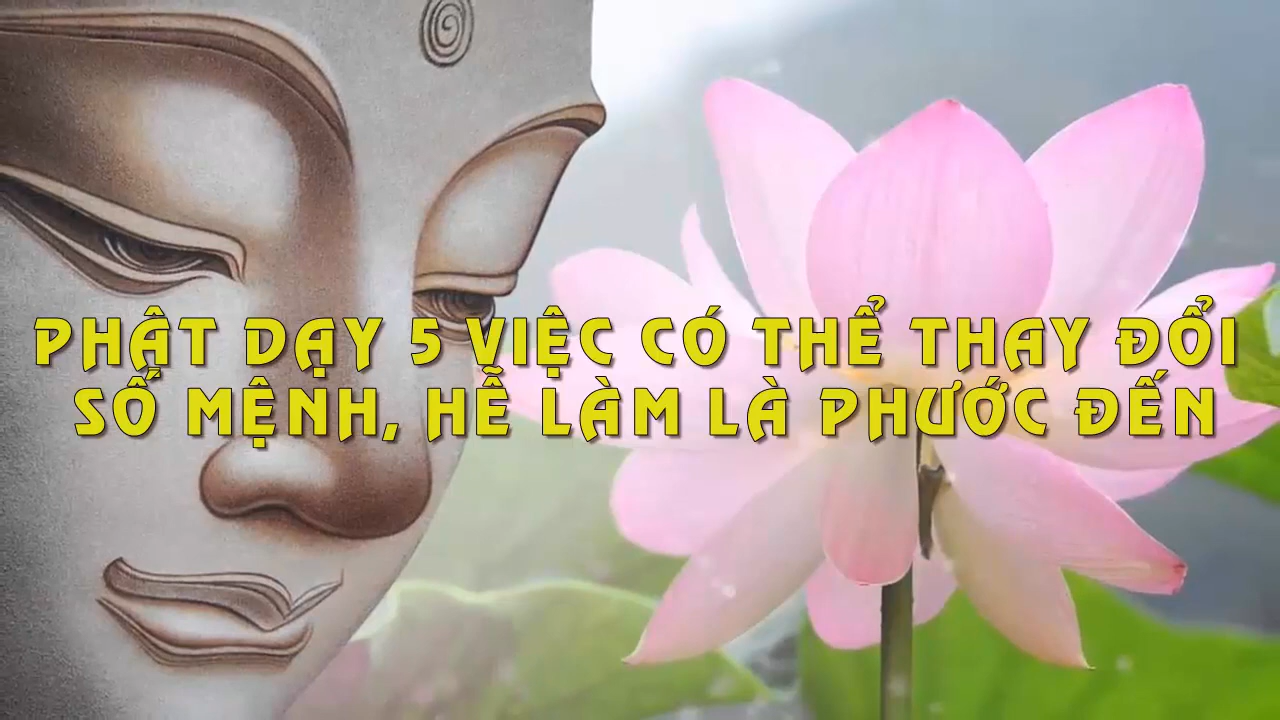 PHẬT DẠY 5 VIỆC CÓ THỂ THAY ĐỔI
SỐ MỆNH, HỄ LÀM LÀ PHƯỚC ĐẾN